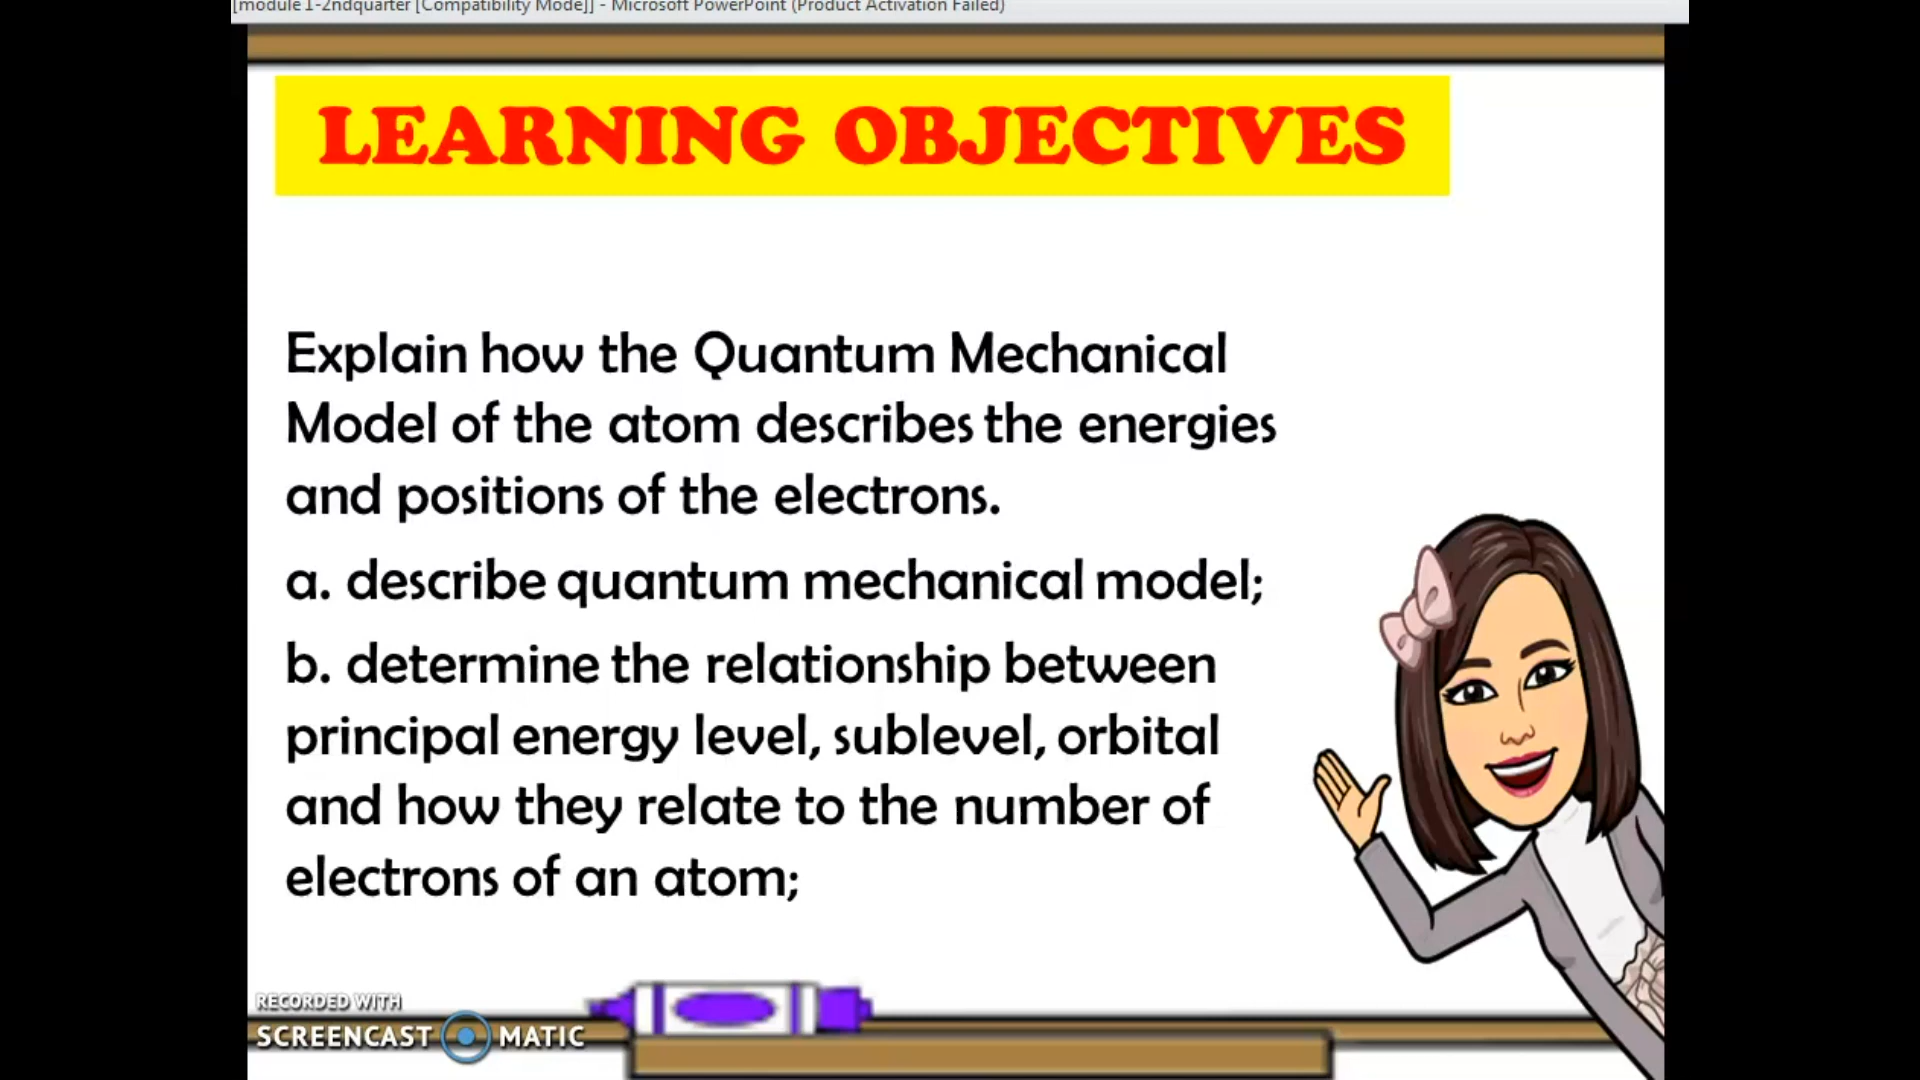 [module 1-2ndquarter [Compatibility Mode]] - Microsoft PowerPoint (Product Activation Failed)
LEARNING OBJECTIVES
Explain how the Quantum Mechanical
Model of the atom describes the energies
and positions of the electrons.
a. describe quantum mechanical model;
b. determine the relationship between
principal energy level, sublevel, orbital
and how they relate to the number of
electrons of an atom;
RECORDED WITH
SCREENCAST MATIC